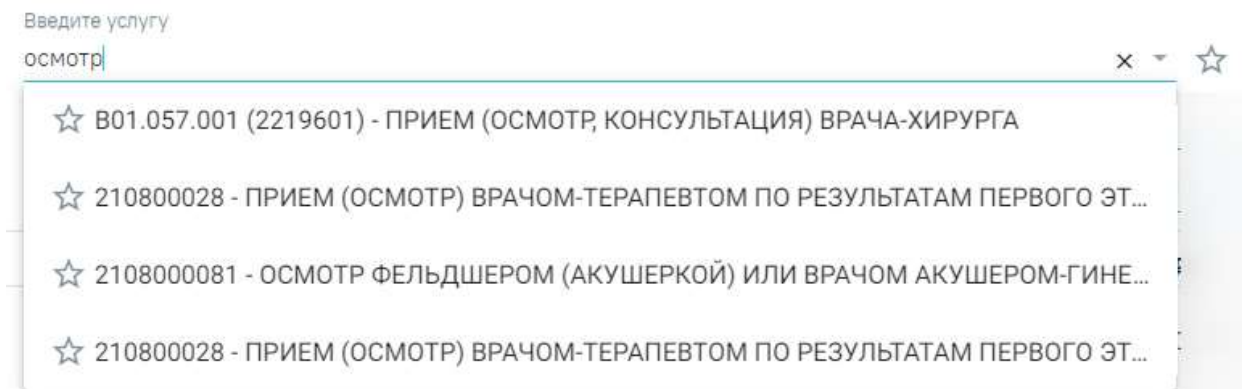 Введите услугу
осмотр
B01.057.001 (2219601) - ПРИЕМ (ОСМОТР, КОНСУЛЬТАЦИЯ) ВРАЧА-ХИРУРГА
210800028 - ПРИЕМ (ОСМОТР) ВРАЧОМ-ТЕРАПЕВТОМ ПО РЕЗУЛЬТАТАМ ПЕРВОГО ЭТ...
2108000081 - ОСМОТР ФЕЛЬДШЕРОМ (АКУШЕРКОЙ) ИЛИ ВРАЧОМ АКУШЕРОМ-ГИНЕ...
210800028 - ПРИЕМ (ОСМОТР) ВРАЧОМ-ТЕРАПЕВТОМ ПО РЕЗУЛЬТАТАМ ПЕРВОГО ЭТ...